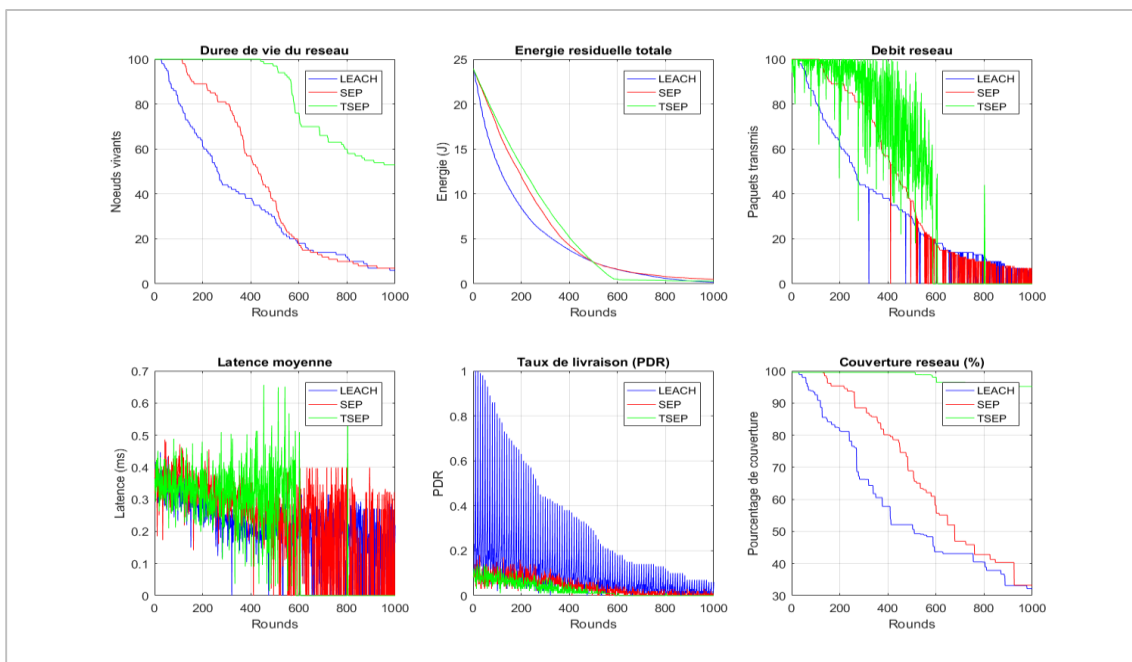 Duree de vie du reseau
Noeuds vivants
100
80
60
40
20
0
LEACH
SEP
TSEP
0 200 400 600 800 1000
Rounds
Energie residuelle totale
Energie (J)
25
20
15
10
5
0
LEACH
SEP
TSEP
0 200 400 600 800 1000
Rounds
Debit reseau
Paquets transmis
100
80
60
40
20
0
LEACH
SEP
TSEP
0 200 400 600 800 1000
Rounds
Latence moyenne
Latence (ms)
0.7
0.6
0.5
0.4
0.3
0.2
0.1
0
LEACH
SEP
TSEP
0 200 400 600 800 1000
Rounds
Taux de livraison (PDR)
PDR
1
0.8
0.6
0.4
0.2
0
LEACH
SEP
TSEP
0 200 400 600 800 1000
Rounds
Couverture reseau (%)
Pourcentage de couverture
100
90
80
70
60
50
40
30
LEACH
SEP
TSEP
0 200 400 600 800 1000
Rounds